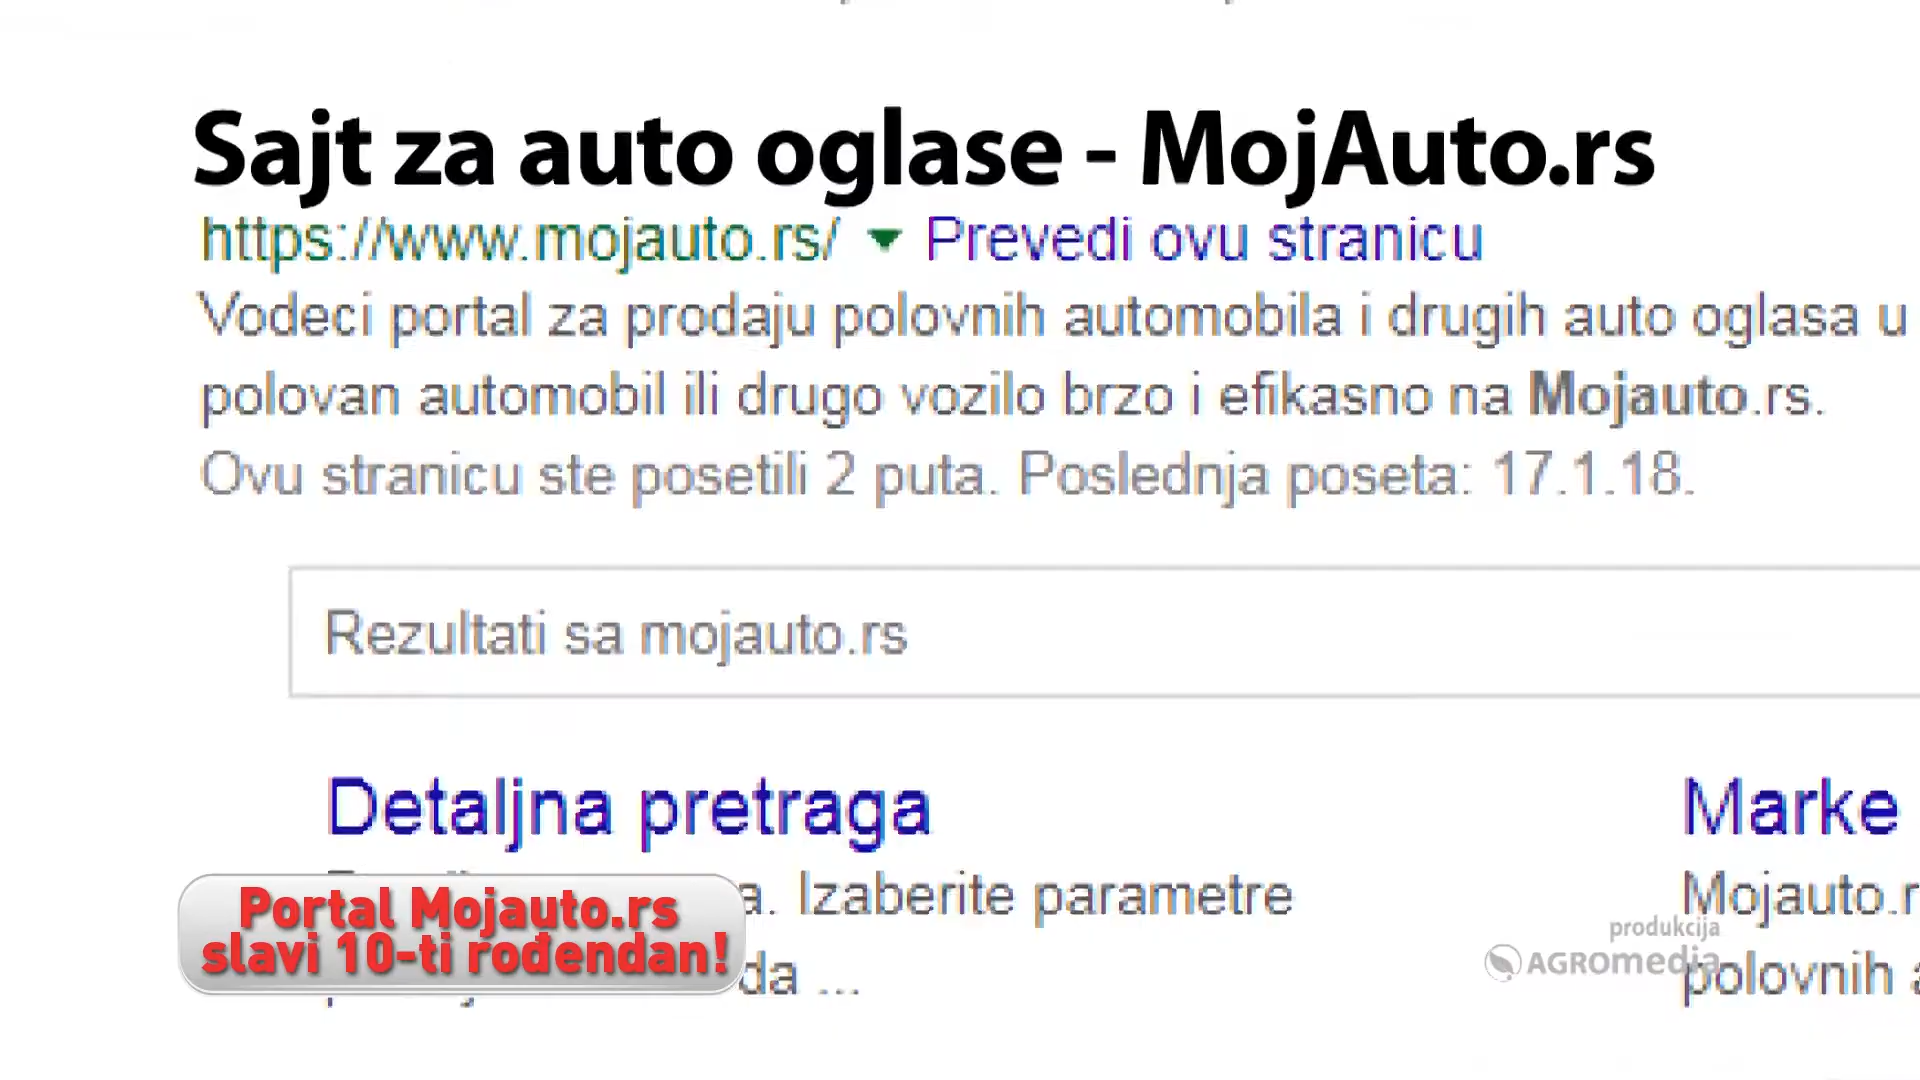 Sajt za auto oglase - MojAuto.rs
https://www.mojauto.rs/ Prevedi ovu stranicu
Vodeci portal za prodaju polovnih automobila i drugih auto oglasa u
polovan automobil ili drugo vozilo brzo i efikasno na Mojauto.rs.
Ovu stranicu ste posetili 2 puta. Poslednja poseta: 17.1.18.
Rezultati sa mojauto.rs
Detaljna pretraga
Marke
Izaberite parametre
Mojauto.r
da ...
polovnih
Portal Mojauto.rs
slavi 10-ti rođendan!
produkcija
AGROmedia